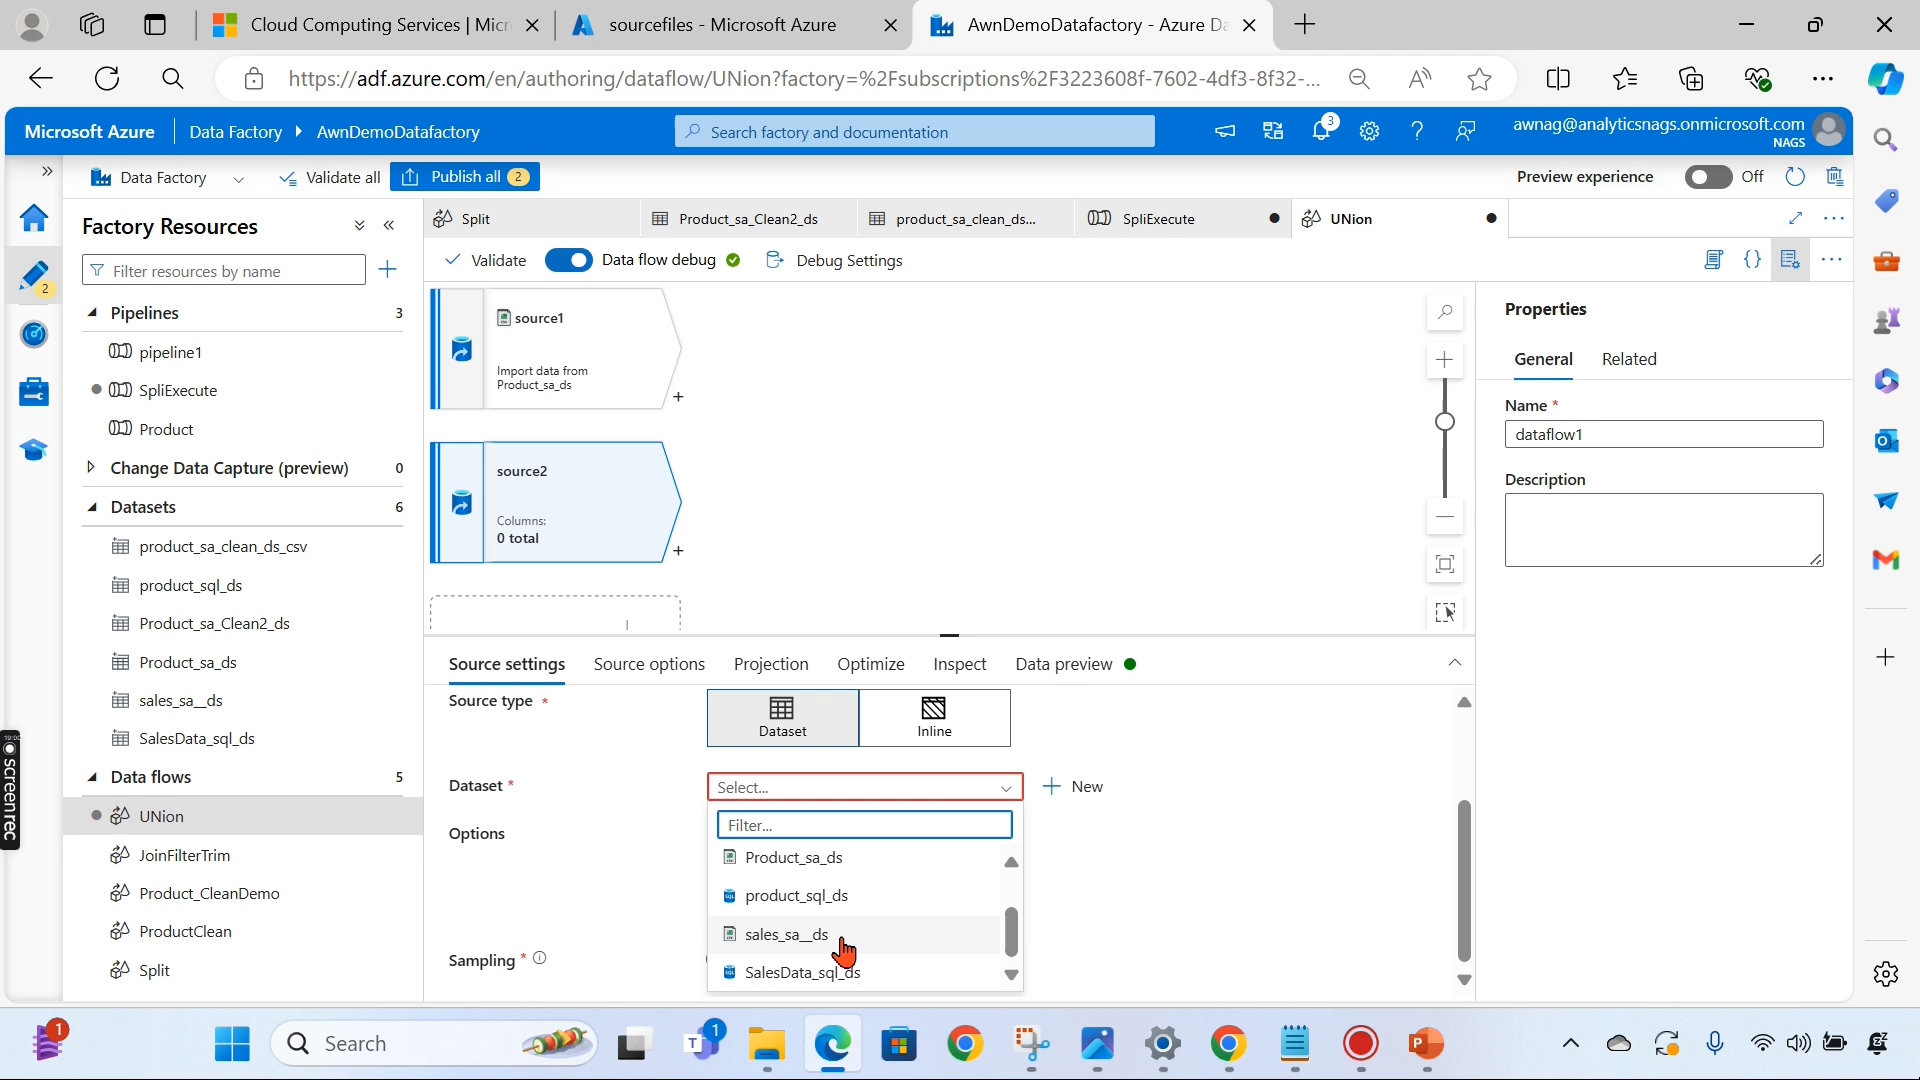 Cloud Computing Services | Micr
sourcefiles - Microsoft Azure
AwnDemoDatafactory - Azure Da
https://adf.azure.com/en/authoring/dataflow/UNion?factory=%2Fsubscriptions%2F3223608f-7602-4df3-8f32-...
Microsoft Azure
Data Factory
AwnDemoDatafactory
Search factory and documentation
3
awnag@analyticsnags.onmicrosoft.com
NAGS
Data Factory
Validate all
Publish all 2
Preview experience
Off
Factory Resources
Split
Product_sa_Clean2_ds
product_sa_clean_ds...
SpliExecute
UNion
Filter resources by name
Validate
Data flow debug
Debug Settings
2
Pipelines 3
pipeline1
SpliExecute
Product
Change Data Capture (preview) 0
Datasets 6
product_sa_clean_ds_csv
product_sql_ds
Product_sa_Clean2_ds
Product_sa_ds
sales_sa__ds
SalesData_sql_ds
Data flows 5
UNion
JoinFilterTrim
Product_CleanDemo
ProductClean
Split
source1
Import data from
Product_sa_ds
source2
Columns:
0 total
Properties
General
Related
Name *
dataflow1
Description
Source settings
Source options
Projection
Optimize
Inspect
Data preview
Source type *
Dataset
Inline
Dataset *
Select...
New
Options
Filter...
Product_sa_ds
product_sql_ds
sales_sa__ds
SalesData_sql_ds
Sampling *
screenrec
1
Search
1